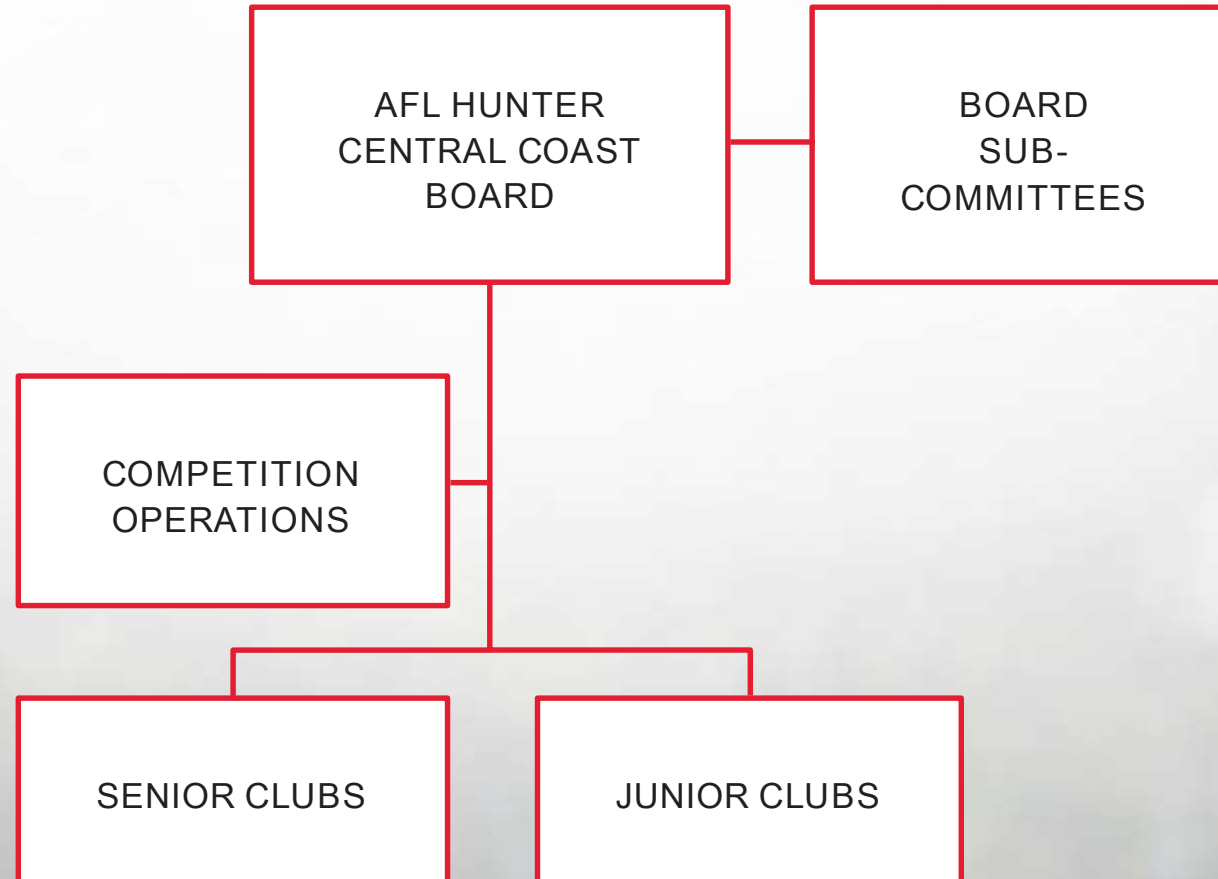 AFL HUNTER
CENTRAL COAST
BOARD
BOARD
SUB-
COMMITTEES
COMPETITION
OPERATIONS
SENIOR CLUBS
JUNIOR CLUBS